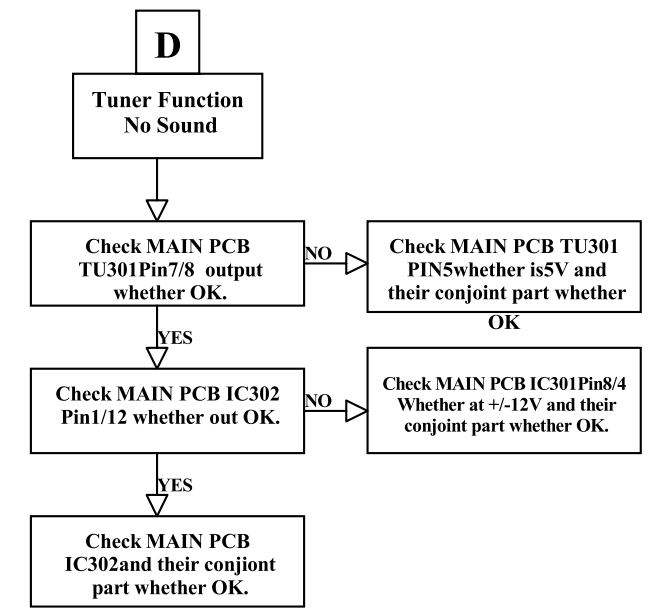 D
Tuner Function
No Sound
Check MAIN PCB
TU301Pin7/8 output
whether OK.
NO
Check MAIN PCB TU301
PIN5whether is5V and
their conjoint part whether
OK
YES
Check MAIN PCB IC302
Pin1/12 whether out OK.
NO
Check MAIN PCB IC301Pin8/4
Whether at +/-12V and their
conjoint part whether OK.
YES
Check MAIN PCB
IC302and their conjiont
part whether OK.